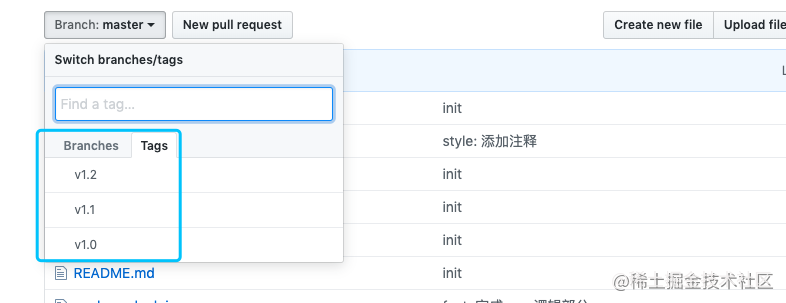 Branch: master
New pull request
Create new file
Upload file
Switch branches/tags
Find a tag...
init
Branches
Tags
style: 添加注释
v1.2
init
v1.1
init
v1.0
init
README.md
init
@稀土掘金技术社区